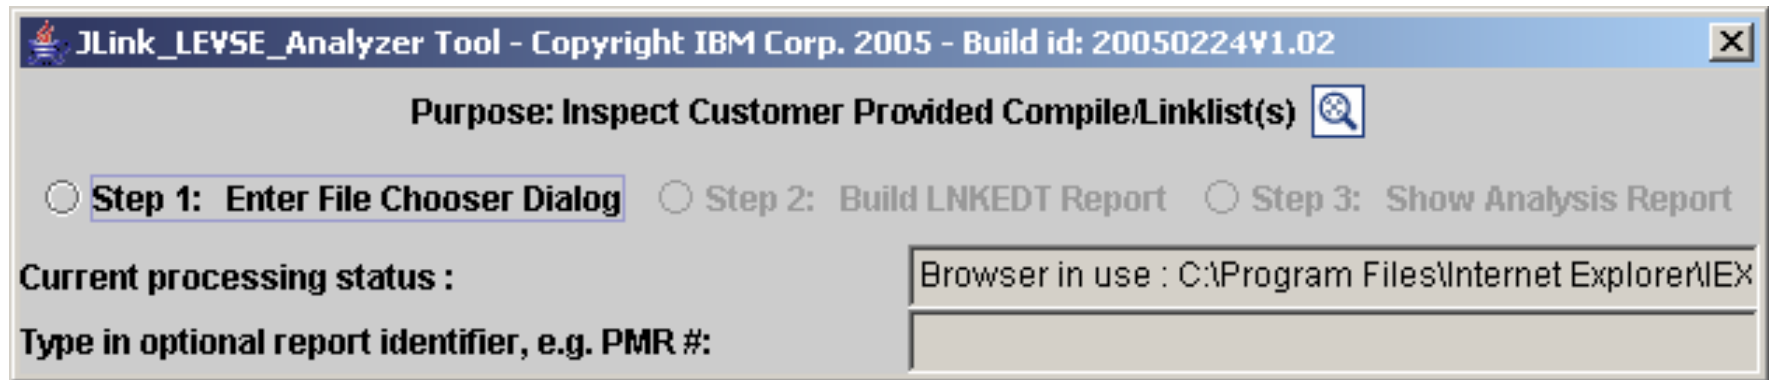 JLink_LEVSE_Analyzer Tool - Copyright IBM Corp. 2005 - Build id: 20050224V1.02
Purpose: Inspect Customer Provided Compile/Linklist(s)
Step 1: Enter File Chooser Dialog Step 2: Build LNKEDT Report Step 3: Show Analysis Report
Current processing status : Browser in use : C:\Program Files\Internet Explorer\IEX
Type in optional report identifier, e.g. PMR #: